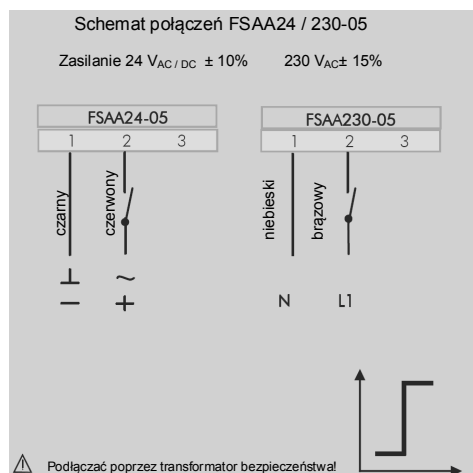 Schemat połączeń FSAA24 / 230-05
Zasilanie 24 VAC / DC ± 10% 230 VAC± 15%
FSAA24-05
1 2 3
czarny
czerwony
⊥ ~
− +
FSAA230-05
1 2 3
niebieski
brązowy
N L1
⚠ Podłączać poprzez transformator bezpieczeństwa!